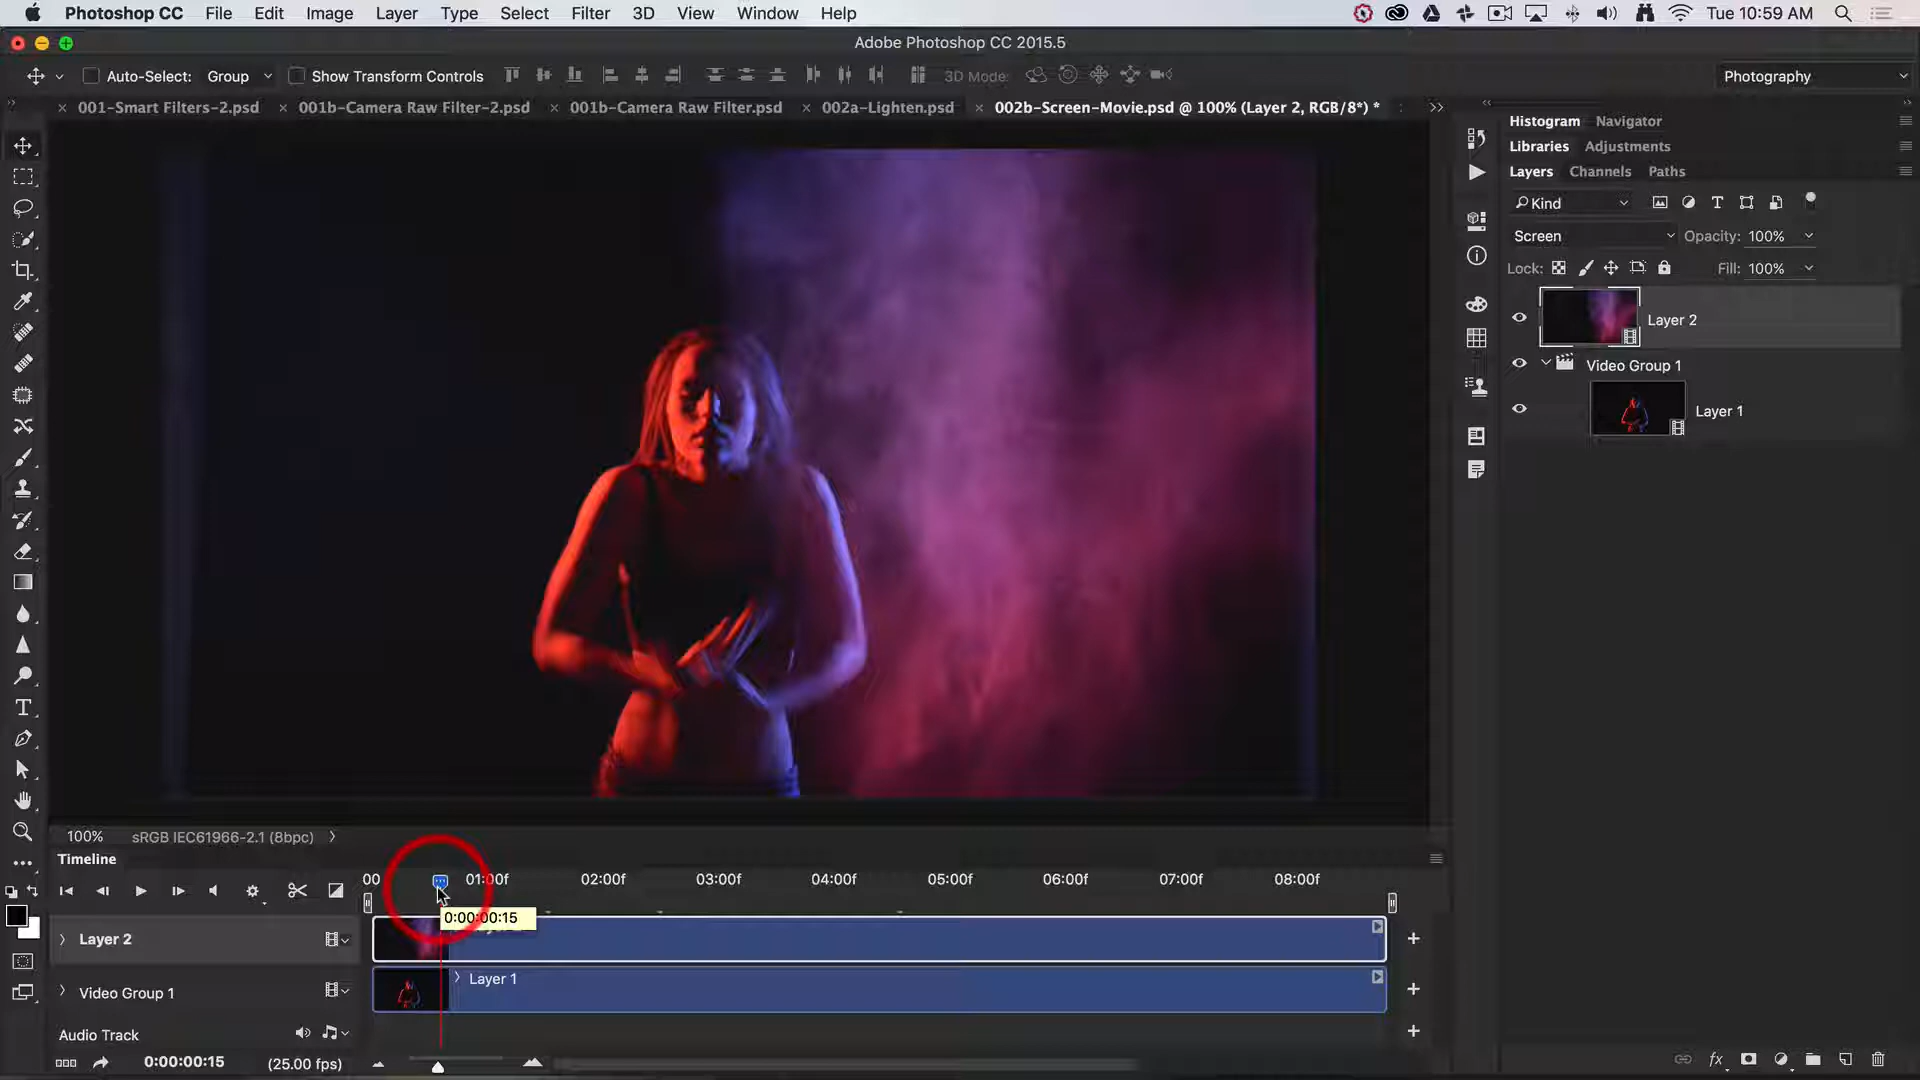 Photoshop CC File Edit Image Layer Type Select Filter 3D View Window Help Tue 10:59 AM
Adobe Photoshop CC 2015.5
Auto-Select: Group Show Transform Controls 3D Mode: Photography
001-Smart Filters-2.psd 001b-Camera Raw Filter-2.psd 001b-Camera Raw Filter.psd 002a-Lighten.psd 002b-Screen-Movie.psd @ 100% (Layer 2, RGB/8*) *
Histogram Navigator
Libraries Adjustments
Layers Channels Paths
Kind
Screen Opacity: 100%
Lock: Fill: 100%
Layer 2
Video Group 1
Layer 1
100% sRGB IEC61966-2.1 (8bpc)
Timeline
00 01:00f 02:00f 03:00f 04:00f 05:00f 06:00f 07:00f 08:00f
0:00:00:15
Layer 2
Layer 1
Video Group 1
Audio Track
0:00:00:15 (25.00 fps)
fx